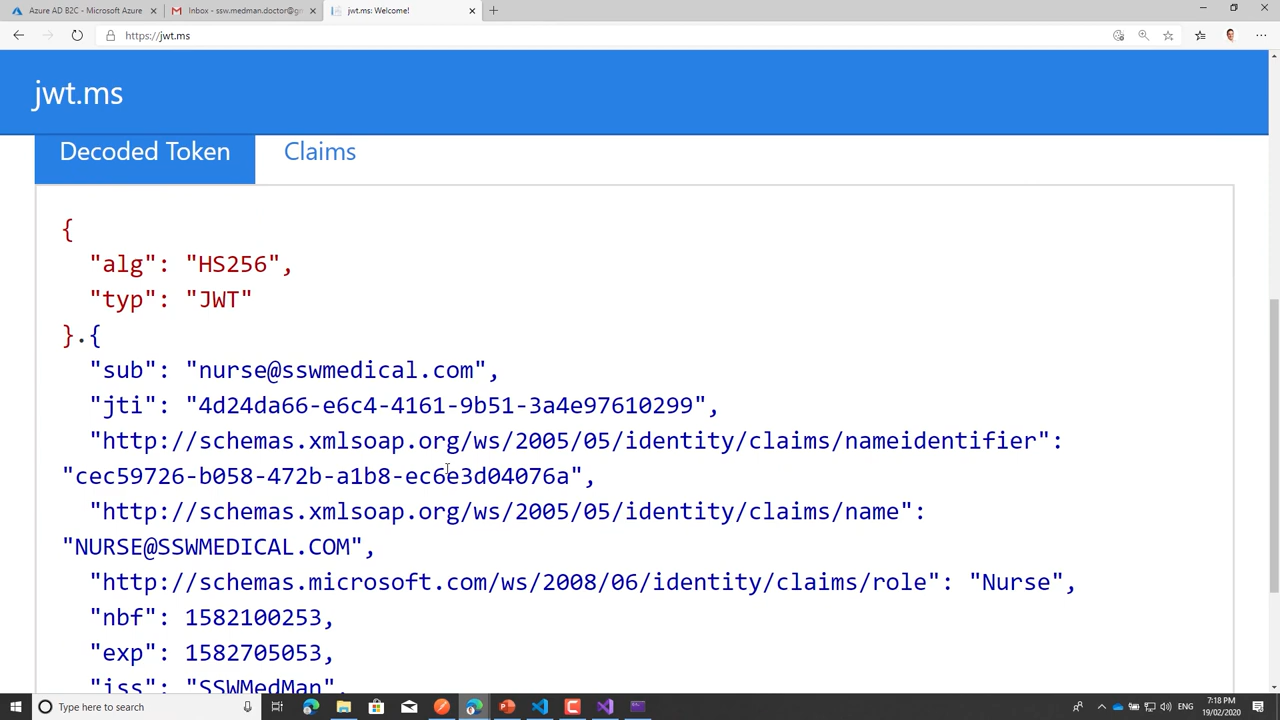 Azure AD B2C - Microsoft Azure
Inbox - ssw.medman.doctor@gm
jwt.ms: Welcome!
https://jwt.ms
jwt.ms
Decoded Token
Claims
{
"alg": "HS256",
"typ": "JWT"
}.{
"sub": "nurse@sswmedical.com",
"jti": "4d24da66-e6c4-4161-9b51-3a4e97610299",
"http://schemas.xmlsoap.org/ws/2005/05/identity/claims/nameidentifier":
"cec59726-b058-472b-a1b8-ec6e3d04076a",
"http://schemas.xmlsoap.org/ws/2005/05/identity/claims/name":
"NURSE@SSWMEDICAL.COM",
"http://schemas.microsoft.com/ws/2008/06/identity/claims/role": "Nurse",
"nbf": 1582100253,
"exp": 1582705053,
"iss": "SSWMedMan",
Type here to search
ENG
7:18 PM
19/02/2020